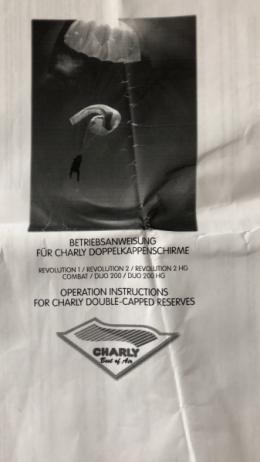 BETRIEBSANWEISUNG
FÜR CHARLY DOPPELKAPPENSCHIRME
REVOLUTION 1 / REVOLUTION 2 / REVOLUTION 2 HG
COMBAT / DUO 200 / DUO 200 HG
OPERATION INSTRUCTIONS
FOR CHARLY DOUBLE-CAPPED RESERVES
CHARLY
Best of Air